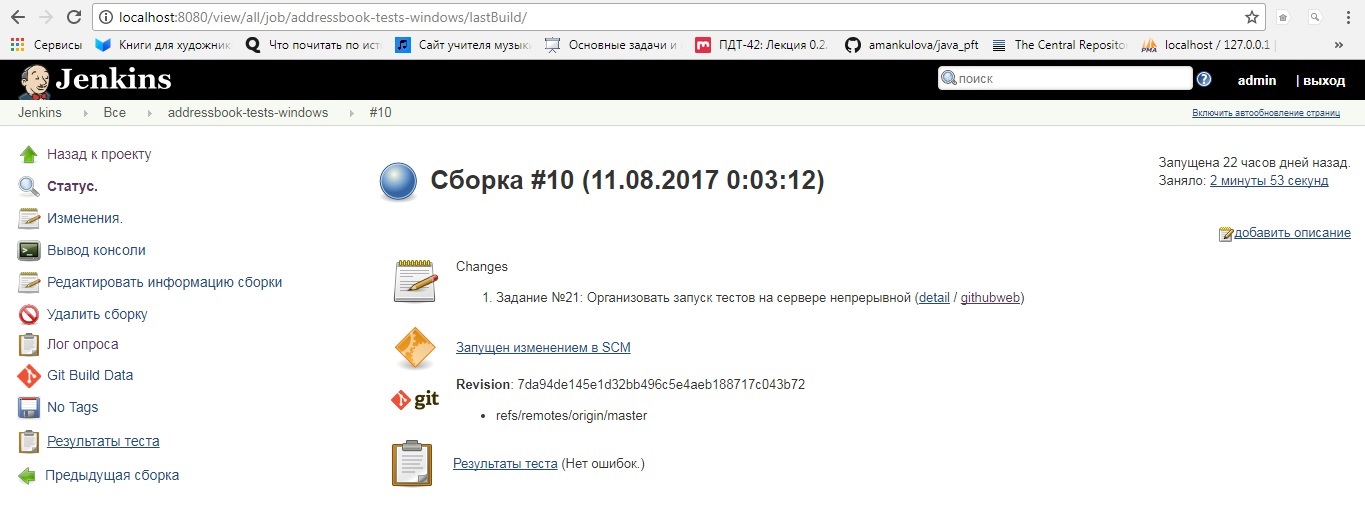 localhost:8080/view/all/job/addressbook-tests-windows/lastBuild/
Сервисы Книги для художник Что почитать по ист Сайт учителя музык Основные задачи и ПДТ-42: Лекция 0.2. amankulova/java_pft The Central Reposito localhost / 127.0.0.1 | »
Jenkins
поиск
admin | выход
Jenkins Все addressbook-tests-windows #10
Включить автообновление страниц
Назад к проекту
Статус.
Изменения.
Вывод консоли
Редактировать информацию сборки
Удалить сборку
Лог опроса
Git Build Data
No Tags
Результаты теста
Предыдущая сборка
Сборка #10 (11.08.2017 0:03:12)
Запущена 22 часов дней назад.
Заняло: 2 минуты 53 секунд
добавить описание
Changes
1. Задание №21: Организовать запуск тестов на сервере непрерывной (detail / githubweb)
Запущен изменением в SCM
git
Revision: 7da94de145e1d32bb496c5e4aeb188717c043b72
• refs/remotes/origin/master
Результаты теста (Нет ошибок.)